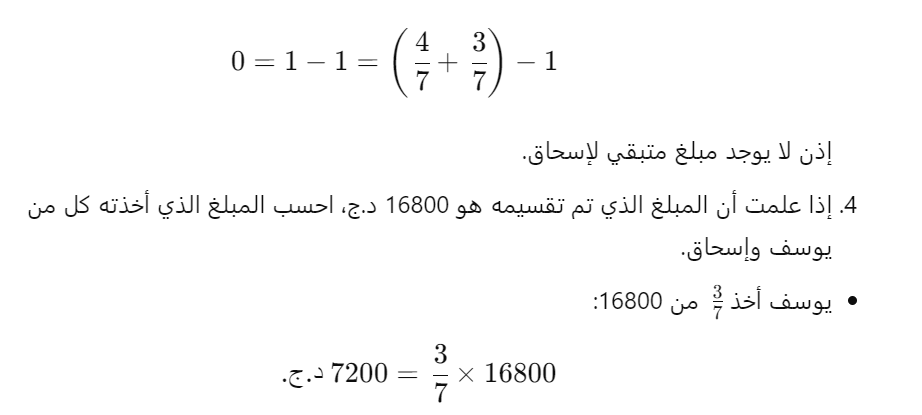 0 = 1 − 1 = (4/7 + 3/7) − 1
إذن لا يوجد مبلغ متبقي لإسحاق.
4. إذا علمت أن المبلغ الذي تم تقسيمه هو 16800 د.ج، احسب المبلغ الذي أخذته كل من
يوسف وإسحاق.
• يوسف أخذ 3/7 من 16800:
7200 د.ج. = 3/7 × 16800